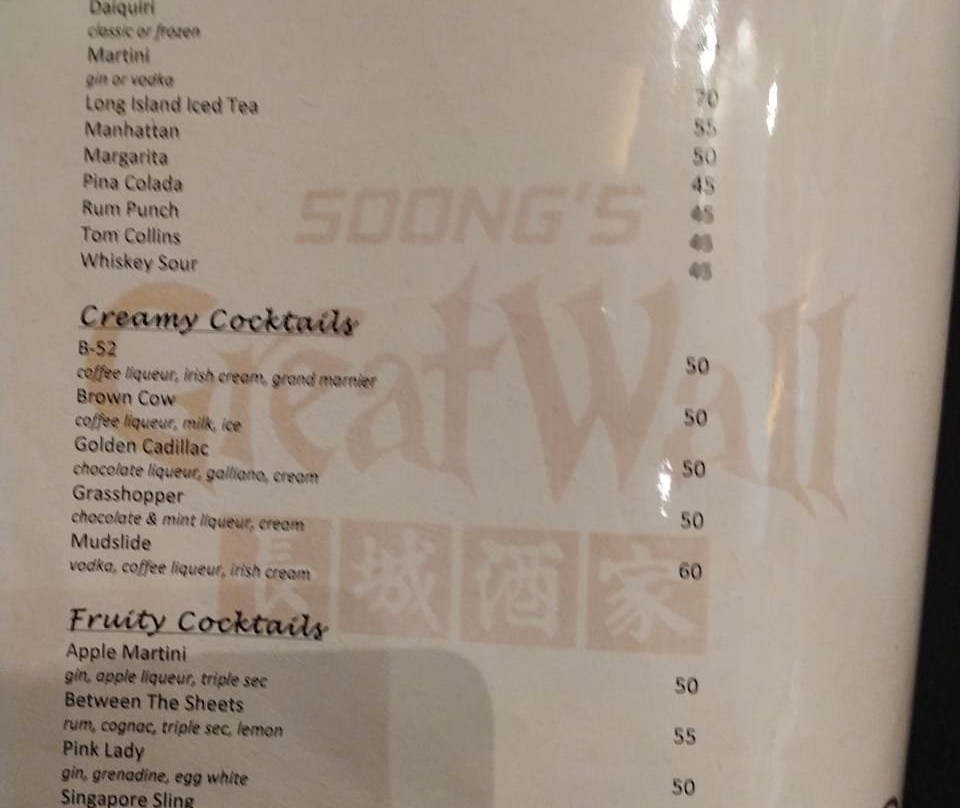 Daiquiri
classic or frozen
Martini
gin or vodka
Long Island Iced Tea 70
Manhattan 55
Margarita 50
Pina Colada 45
Rum Punch 45
Tom Collins 45
Whiskey Sour 45
SOONG'S
Great Wall
長城酒家
Creamy Cocktails
B-52 50
coffee liqueur, irish cream, grand marnier
Brown Cow 50
coffee liqueur, milk, ice
Golden Cadillac 50
chocolate liqueur, galliano, cream
Grasshopper 50
chocolate & mint liqueur, cream
Mudslide 60
vodka, coffee liqueur, irish cream
Fruity Cocktails
Apple Martini 50
gin, apple liqueur, triple sec
Between The Sheets 55
rum, cognac, triple sec, lemon
Pink Lady 50
gin, grenadine, egg white
Singapore Sling